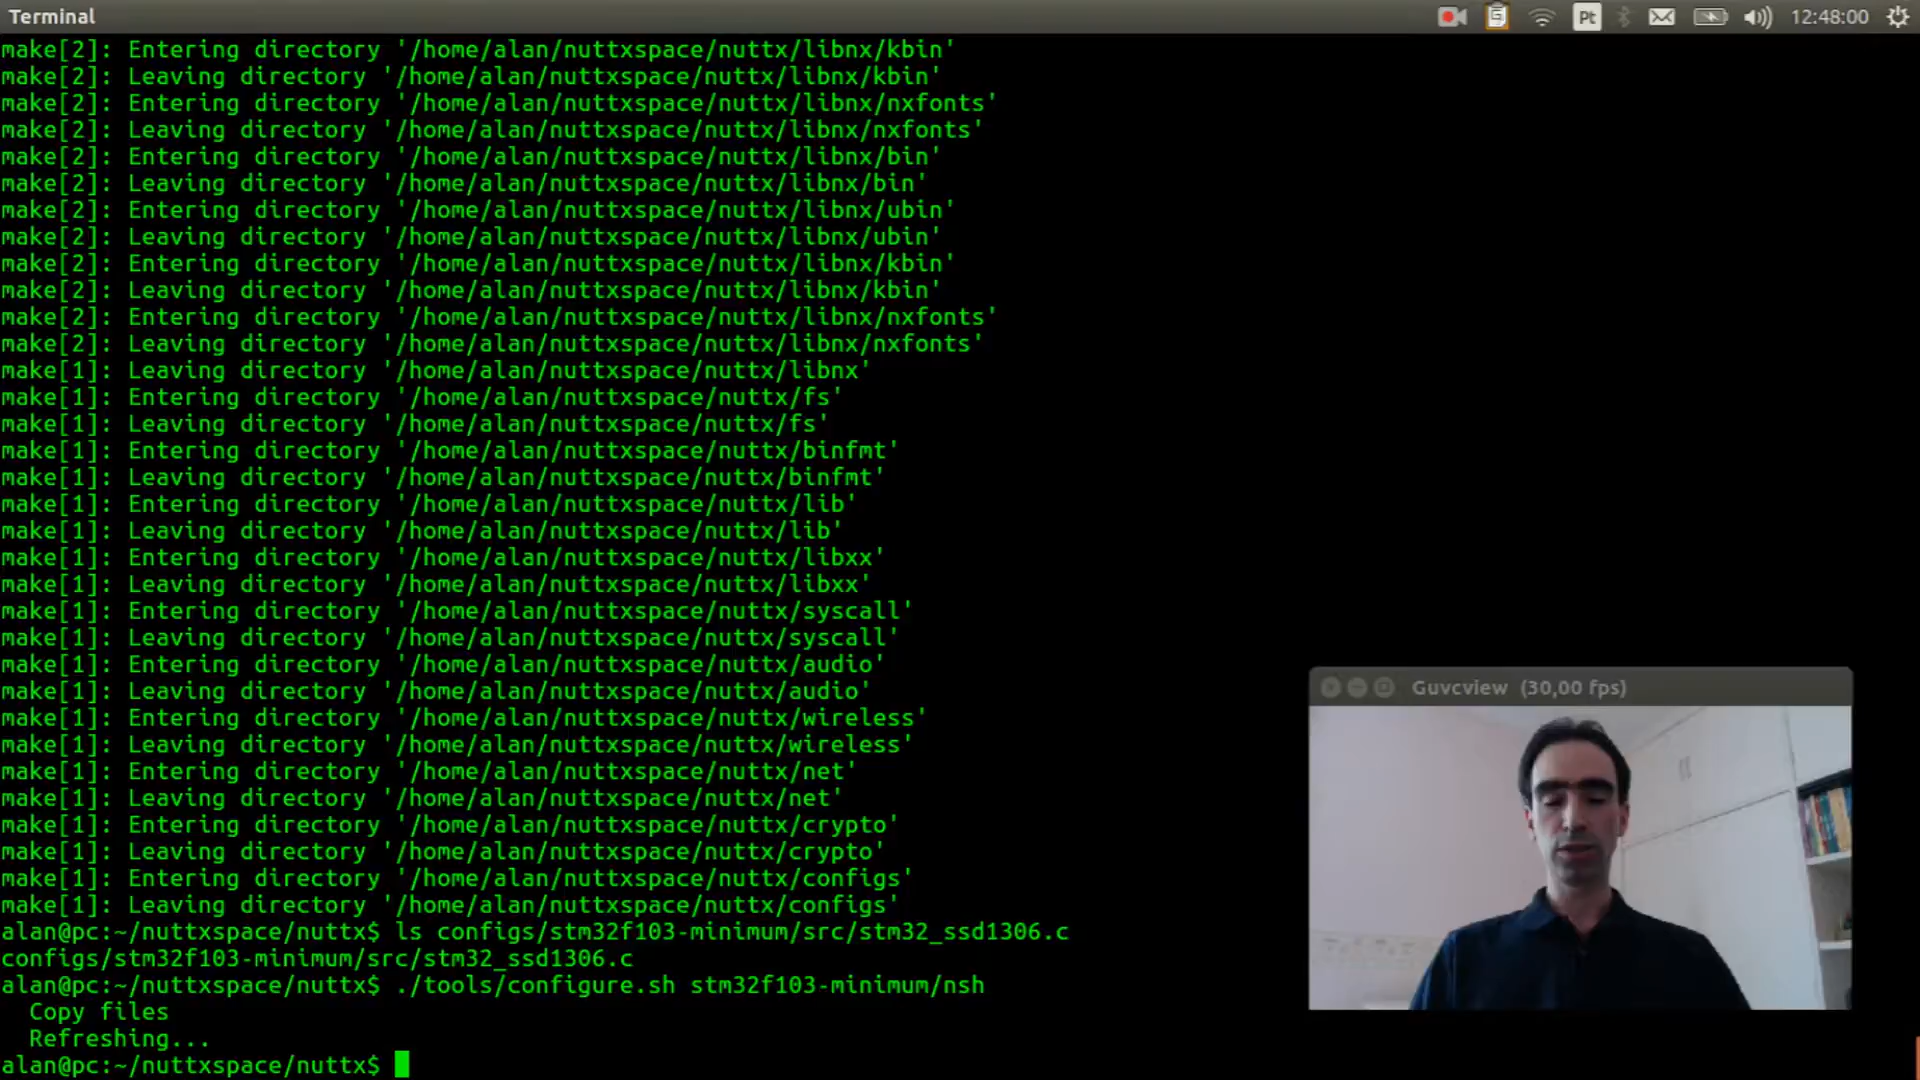 Terminal
Pt
12:48:00
make[2]: Entering directory '/home/alan/nuttxspace/nuttx/libnx/kbin'
make[2]: Leaving directory '/home/alan/nuttxspace/nuttx/libnx/kbin'
make[2]: Entering directory '/home/alan/nuttxspace/nuttx/libnx/nxfonts'
make[2]: Leaving directory '/home/alan/nuttxspace/nuttx/libnx/nxfonts'
make[2]: Entering directory '/home/alan/nuttxspace/nuttx/libnx/bin'
make[2]: Leaving directory '/home/alan/nuttxspace/nuttx/libnx/bin'
make[2]: Entering directory '/home/alan/nuttxspace/nuttx/libnx/ubin'
make[2]: Leaving directory '/home/alan/nuttxspace/nuttx/libnx/ubin'
make[2]: Entering directory '/home/alan/nuttxspace/nuttx/libnx/kbin'
make[2]: Leaving directory '/home/alan/nuttxspace/nuttx/libnx/kbin'
make[2]: Entering directory '/home/alan/nuttxspace/nuttx/libnx/nxfonts'
make[2]: Leaving directory '/home/alan/nuttxspace/nuttx/libnx/nxfonts'
make[1]: Leaving directory '/home/alan/nuttxspace/nuttx/libnx'
make[1]: Entering directory '/home/alan/nuttxspace/nuttx/fs'
make[1]: Leaving directory '/home/alan/nuttxspace/nuttx/fs'
make[1]: Entering directory '/home/alan/nuttxspace/nuttx/binfmt'
make[1]: Leaving directory '/home/alan/nuttxspace/nuttx/binfmt'
make[1]: Entering directory '/home/alan/nuttxspace/nuttx/lib'
make[1]: Leaving directory '/home/alan/nuttxspace/nuttx/lib'
make[1]: Entering directory '/home/alan/nuttxspace/nuttx/libxx'
make[1]: Leaving directory '/home/alan/nuttxspace/nuttx/libxx'
make[1]: Entering directory '/home/alan/nuttxspace/nuttx/syscall'
make[1]: Leaving directory '/home/alan/nuttxspace/nuttx/syscall'
make[1]: Entering directory '/home/alan/nuttxspace/nuttx/audio'
make[1]: Leaving directory '/home/alan/nuttxspace/nuttx/audio'
make[1]: Entering directory '/home/alan/nuttxspace/nuttx/wireless'
make[1]: Leaving directory '/home/alan/nuttxspace/nuttx/wireless'
make[1]: Entering directory '/home/alan/nuttxspace/nuttx/net'
make[1]: Leaving directory '/home/alan/nuttxspace/nuttx/net'
make[1]: Entering directory '/home/alan/nuttxspace/nuttx/crypto'
make[1]: Leaving directory '/home/alan/nuttxspace/nuttx/crypto'
make[1]: Entering directory '/home/alan/nuttxspace/nuttx/configs'
make[1]: Leaving directory '/home/alan/nuttxspace/nuttx/configs'
alan@pc:~/nuttxspace/nuttx$ ls configs/stm32f103-minimum/src/stm32_ssd1306.c
configs/stm32f103-minimum/src/stm32_ssd1306.c
alan@pc:~/nuttxspace/nuttx$ ./tools/configure.sh stm32f103-minimum/nsh
Copy files
Refreshing...
alan@pc:~/nuttxspace/nuttx$
Guvcview (30,00 fps)